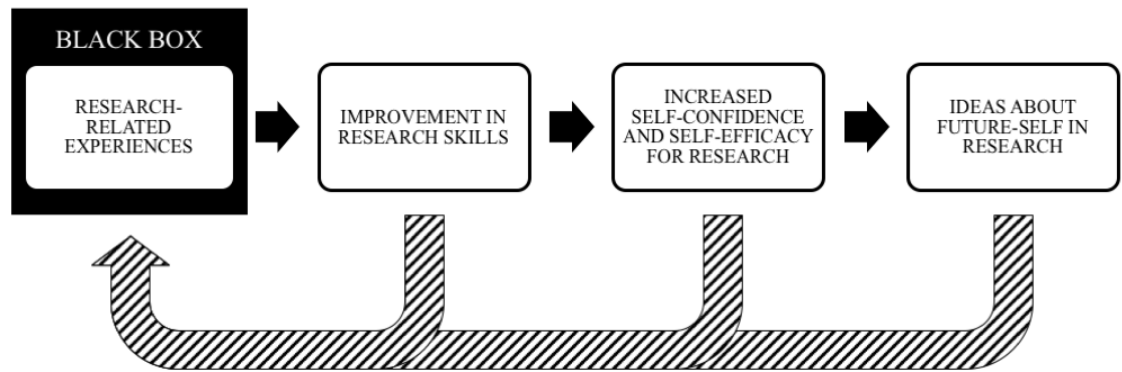 BLACK BOX
RESEARCH-
RELATED
EXPERIENCES
IMPROVEMENT IN
RESEARCH SKILLS
INCREASED
SELF-CONFIDENCE
AND SELF-EFFICACY
FOR RESEARCH
IDEAS ABOUT
FUTURE-SELF IN
RESEARCH